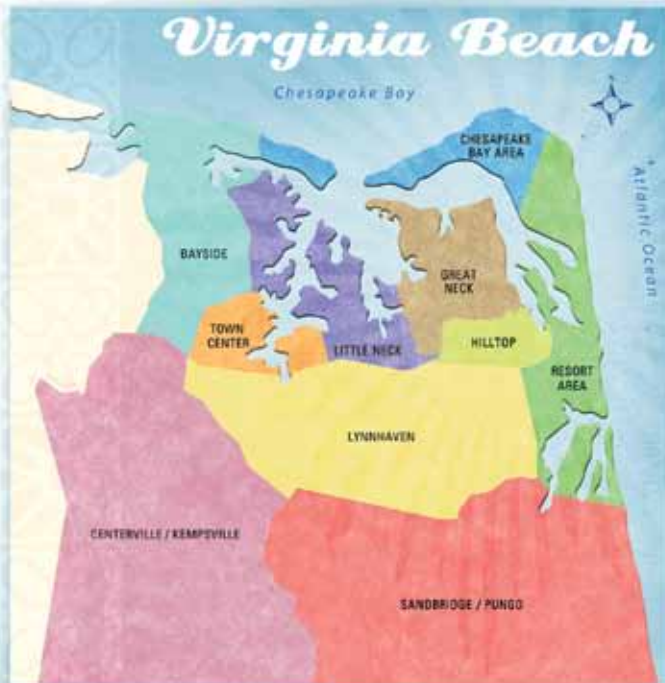 Virginia Beach
Chesapeake Bay
CHESAPEAKE
BAY AREA
Atlantic Ocean
BAYSIDE
GREAT
NECK
TOWN
CENTER
LITTLE NECK
HILLTOP
RESORT
AREA
LYNNHAVEN
CENTERVILLE / KEMPSVILLE
SANDBRIDGE / PUNGO